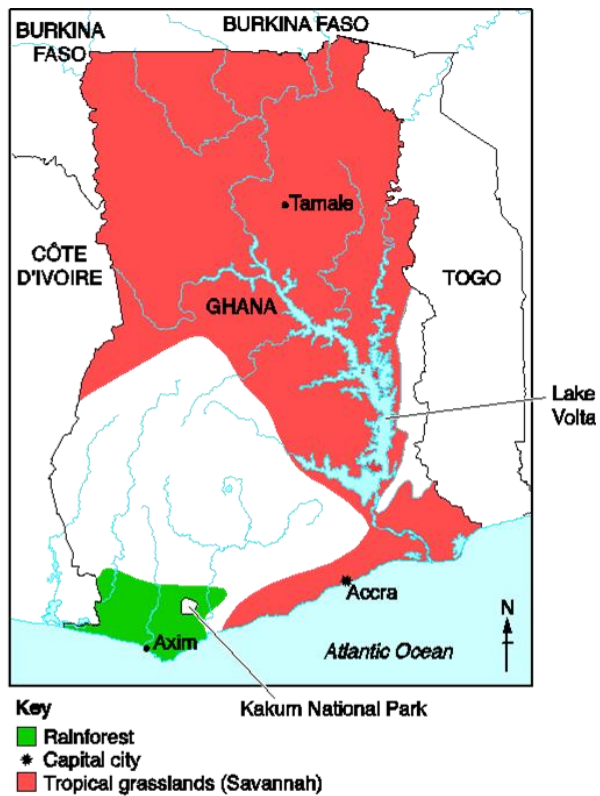 BURKINA
FASO
BURKINA FASO
Tamale
CÔTE
D'IVOIRE
GHANA
TOGO
Lake
Volta
Accra
N
Axim
Atlantic Ocean
Kakum National Park
Key
Rainforest
Capital city
Tropical grasslands (Savannah)